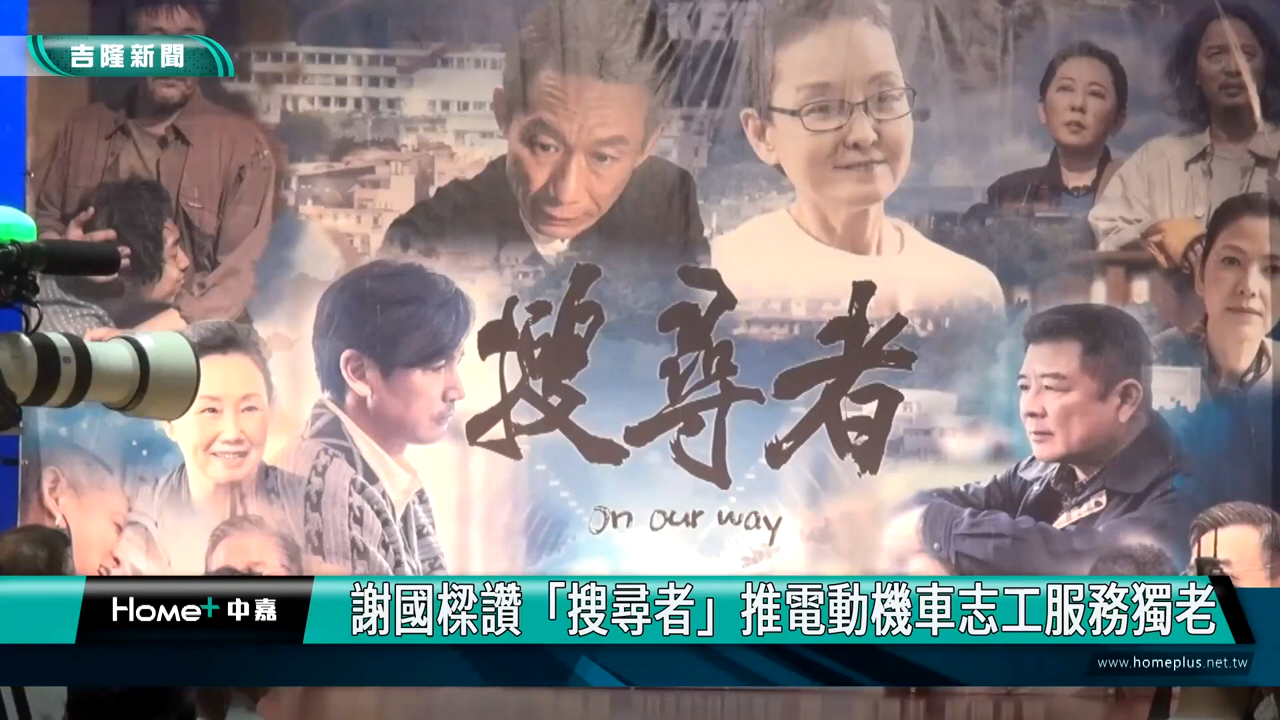 吉隆新聞
搜尋者
on our way
Home+ 中嘉
謝國樑讚「搜尋者」推電動機車志工服務獨老
www.homeplus.net.tw